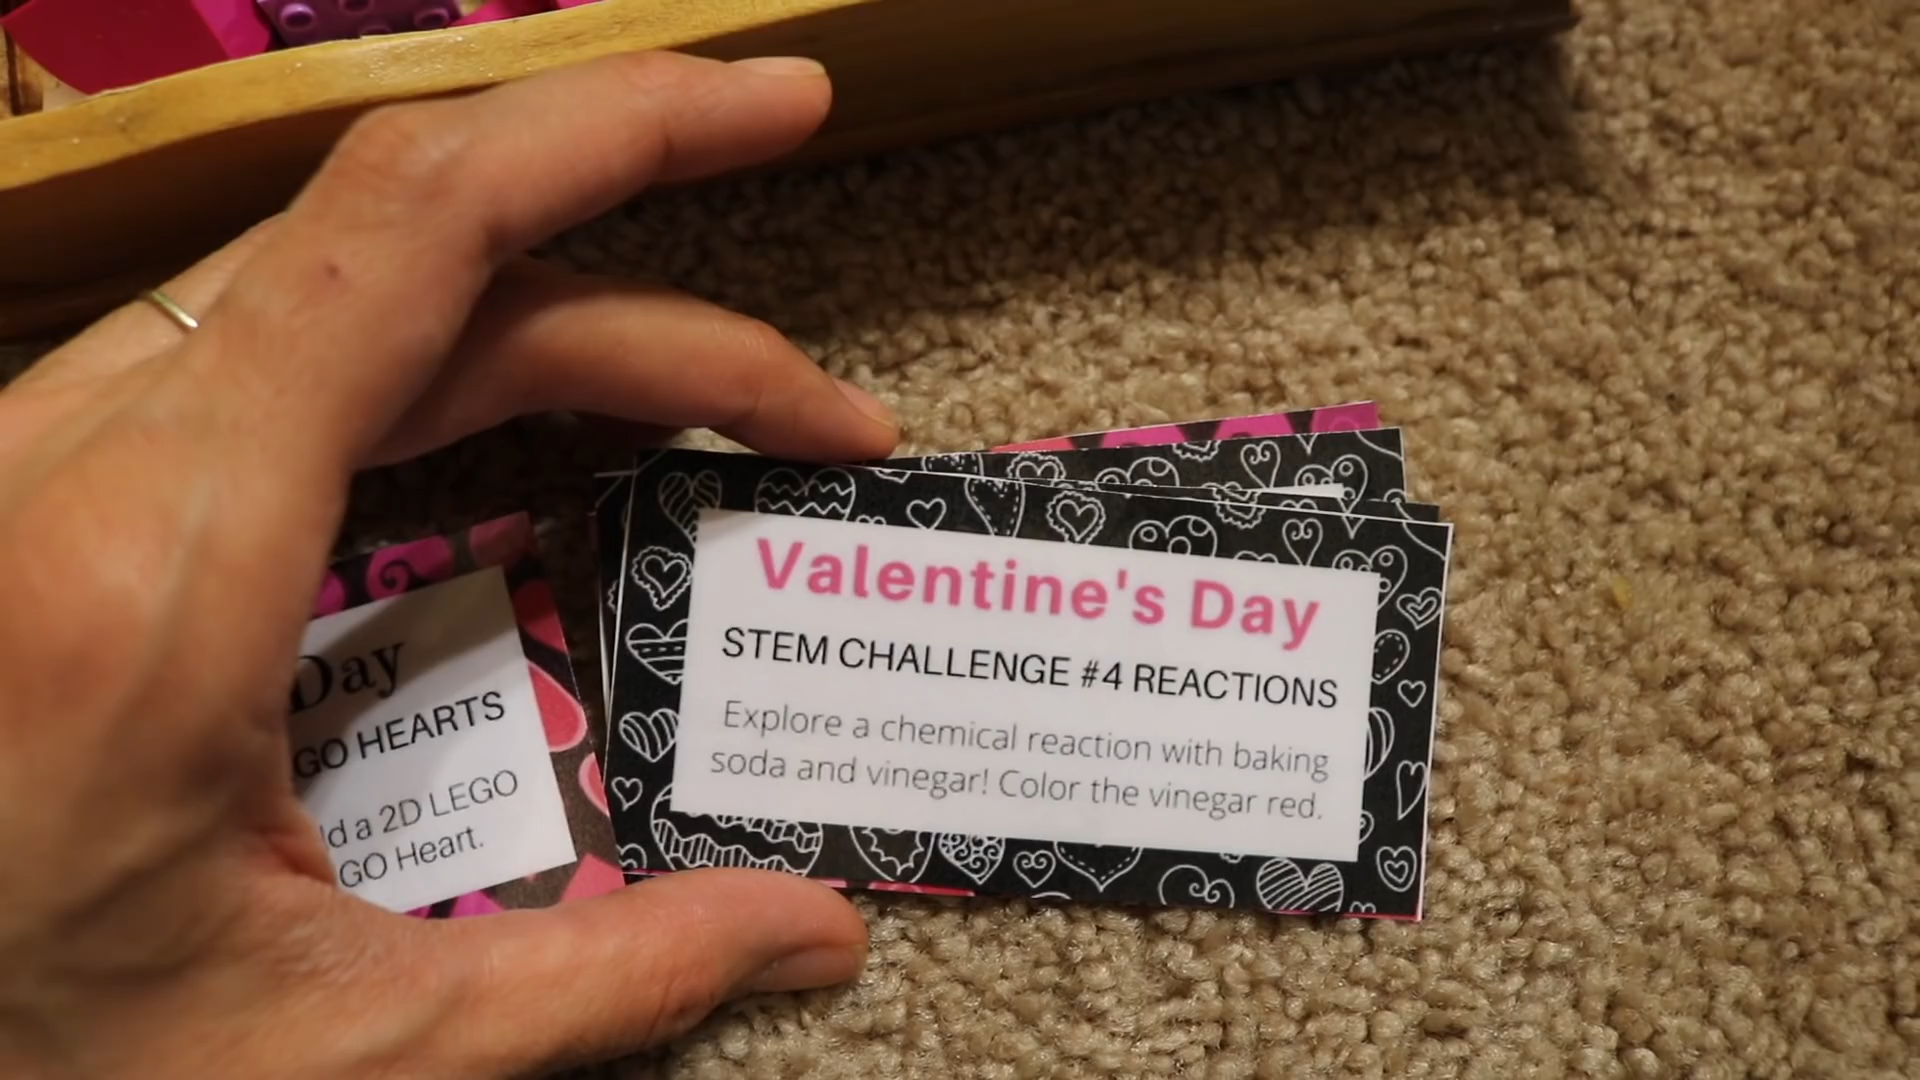 Valentine's Day
STEM CHALLENGE #4 REACTIONS
Explore a chemical reaction with baking
soda and vinegar! Color the vinegar red.
Day
GO HEARTS
a 2D LEGO
GO Heart.